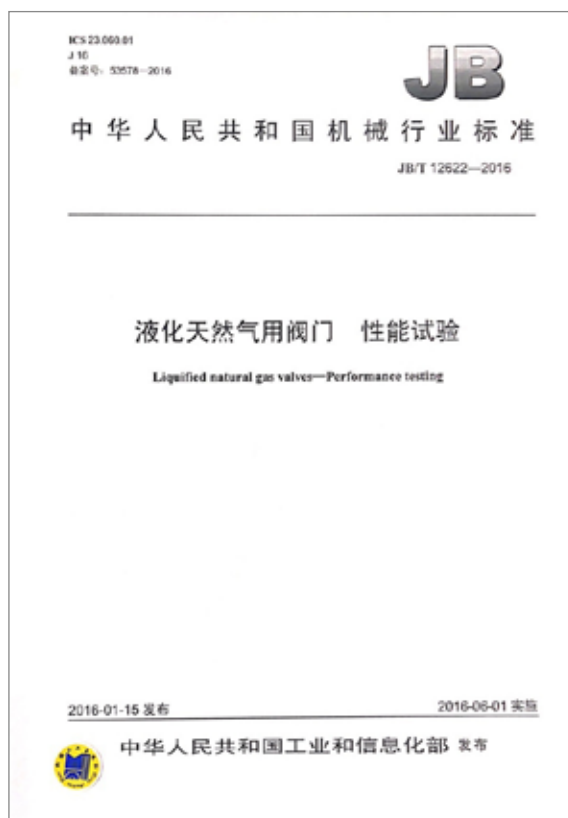 ICS 23.060.01
J 16
备案号：53578—2016
JB
中华人民共和国机械行业标准
JB/T 12622—2016
液化天然气用阀门 性能试验
Liquified natural gas valves—Performance testing
2016-01-15 发布
2016-06-01 实施
中华人民共和国工业和信息化部 发布